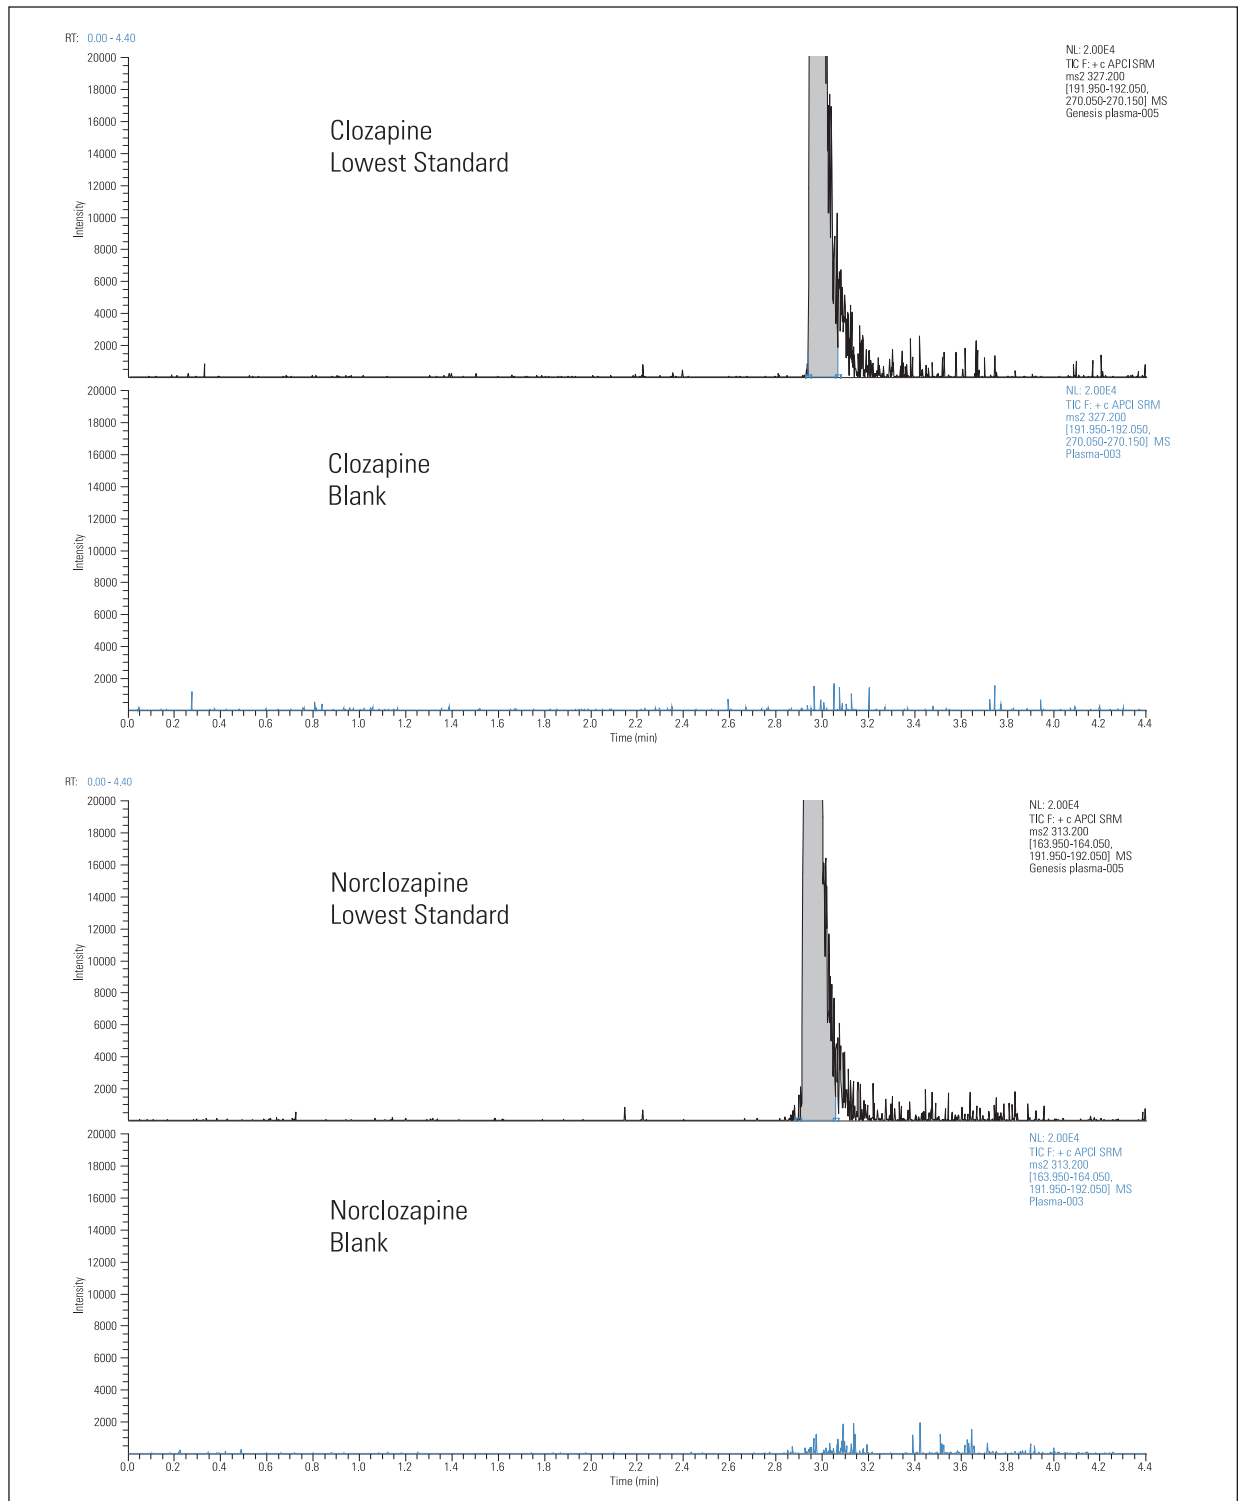 RT: 0.00 - 4.40
20000
18000
16000
14000
12000
10000
8000
6000
4000
2000
Intensity
Clozapine
Lowest Standard
NL: 2.00E4
TIC F: + c APCI SRM
ms2 327.200
[191.950-192.050,
270.050-270.150] MS
Genesis plasma-005
20000
18000
16000
14000
12000
10000
8000
6000
4000
2000
Intensity
Clozapine
Blank
NL: 2.00E4
TIC F: + c APCI SRM
ms2 327.200
[191.950-192.050,
270.050-270.150] MS
Plasma-003
0.0 0.2 0.4 0.6 0.8 1.0 1.2 1.4 1.6 1.8 2.0 2.2 2.4 2.6 2.8 3.0 3.2 3.4 3.6 3.8 4.0 4.2 4.4
Time (min)
RT: 0.00 - 4.40
20000
18000
16000
14000
12000
10000
8000
6000
4000
2000
Intensity
Norclozapine
Lowest Standard
NL: 2.00E4
TIC F: + c APCI SRM
ms2 313.200
[163.950-164.050,
191.950-192.050] MS
Genesis plasma-005
20000
18000
16000
14000
12000
10000
8000
6000
4000
2000
Intensity
Norclozapine
Blank
NL: 2.00E4
TIC F: + c APCI SRM
ms2 313.200
[163.950-164.050,
191.950-192.050] MS
Plasma-003
0.0 0.2 0.4 0.6 0.8 1.0 1.2 1.4 1.6 1.8 2.0 2.2 2.4 2.6 2.8 3.0 3.2 3.4 3.6 3.8 4.0 4.2 4.4
Time (min)